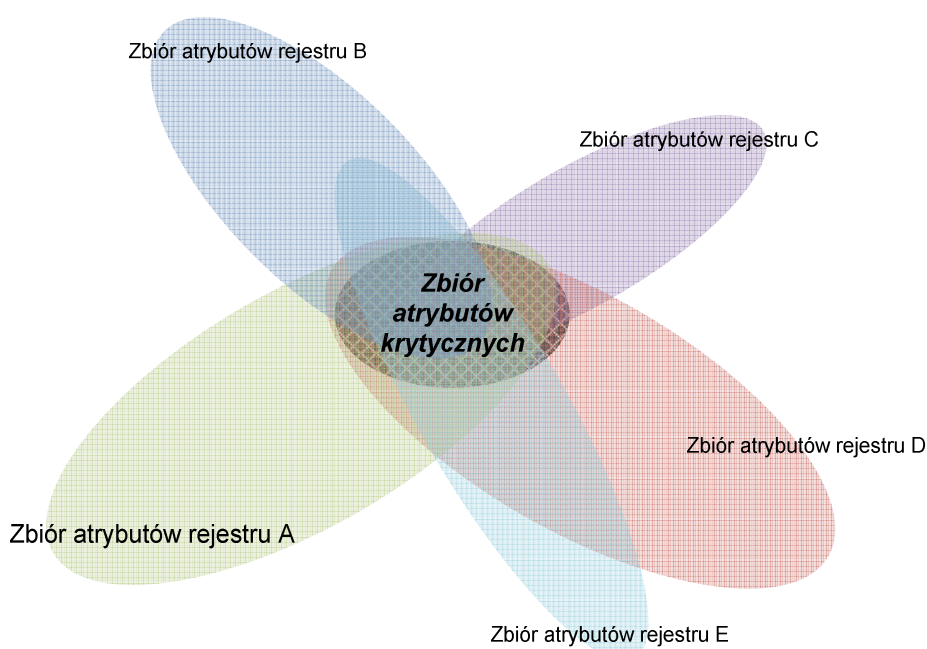 Zbiór atrybutów rejestru B
Zbiór atrybutów rejestru C
Zbiór
atrybutów
krytycznych
Zbiór atrybutów rejestru D
Zbiór atrybutów rejestru A
Zbiór atrybutów rejestru E